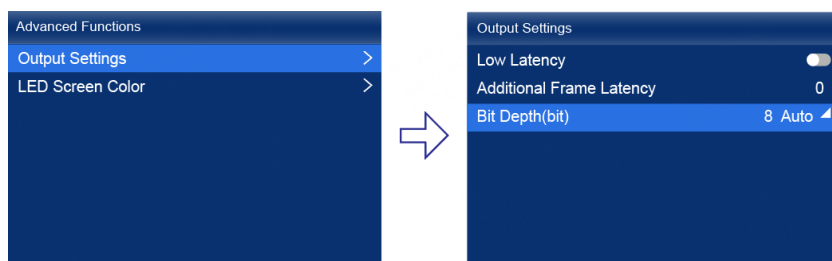 Advanced Functions
Output Settings
LED Screen Color
Output Settings
Low Latency
Additional Frame Latency 0
Bit Depth(bit) 8 Auto